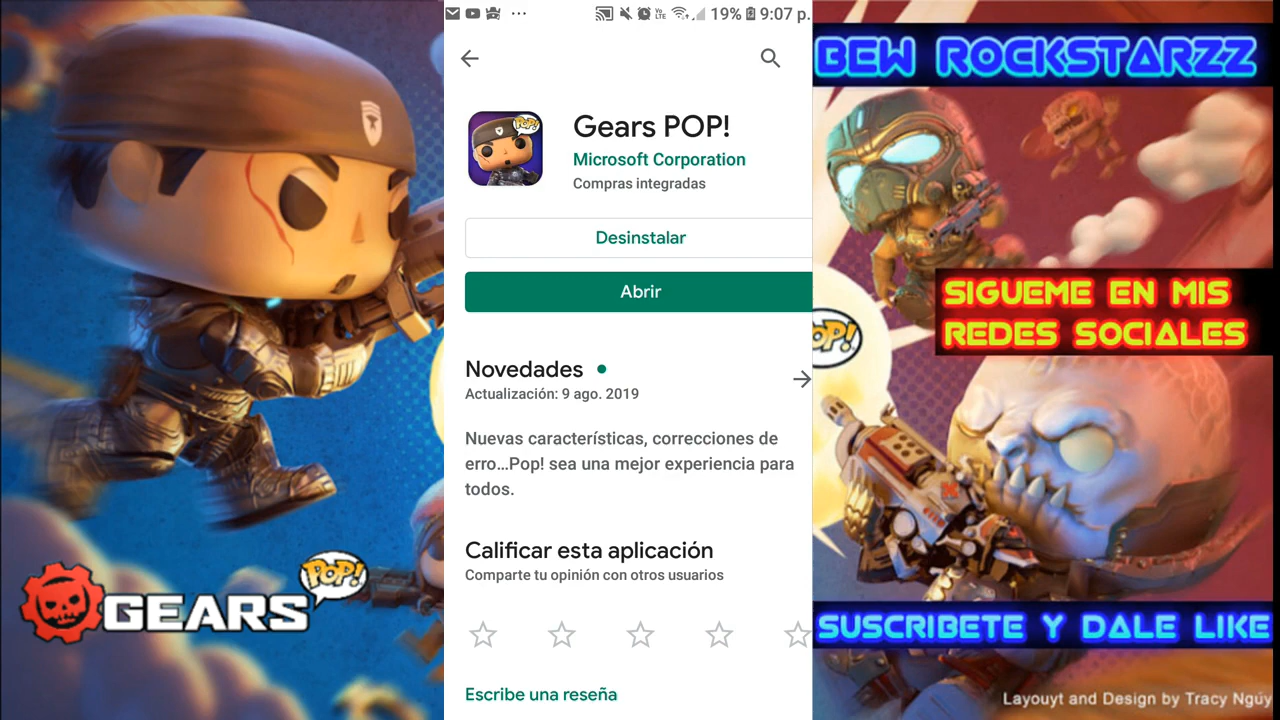 19% 9:07 p.
BEW ROCKSTARZZ
POP!
Gears POP!
Microsoft Corporation
Compras integradas
Desinstalar
Abrir
SIGUEME EN MIS
REDES SOCIALES
Novedades
Actualización: 9 ago. 2019
Nuevas características, correcciones de
erro...Pop! sea una mejor experiencia para
todos.
Calificar esta aplicación
Comparte tu opinión con otros usuarios
POP!
GEARS
SUSCRIBETE Y DALE LIKE
Escribe una reseña
Layouyt and Design by Tracy Ngúy